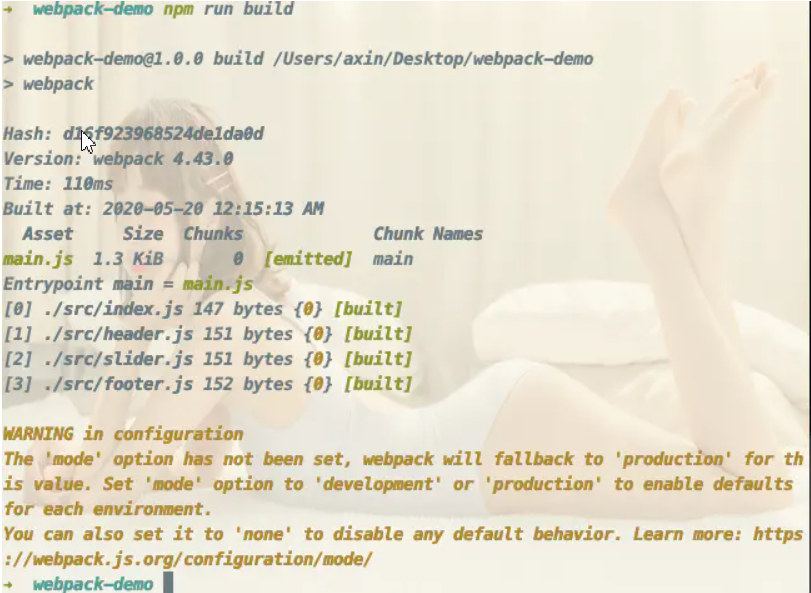 → webpack-demo npm run build
> webpack-demo@1.0.0 build /Users/axin/Desktop/webpack-demo
> webpack
Hash: d16f923968524de1da0d
Version: webpack 4.43.0
Time: 110ms
Built at: 2020-05-20 12:15:13 AM
Asset Size Chunks Chunk Names
main.js 1.3 KiB 0 [emitted] main
Entrypoint main = main.js
[0] ./src/index.js 147 bytes {0} [built]
[1] ./src/header.js 151 bytes {0} [built]
[2] ./src/slider.js 151 bytes {0} [built]
[3] ./src/footer.js 152 bytes {0} [built]
WARNING in configuration
The 'mode' option has not been set, webpack will fallback to 'production' for th
is value. Set 'mode' option to 'development' or 'production' to enable defaults
for each environment.
You can also set it to 'none' to disable any default behavior. Learn more: https
://webpack.js.org/configuration/mode/
→ webpack-demo